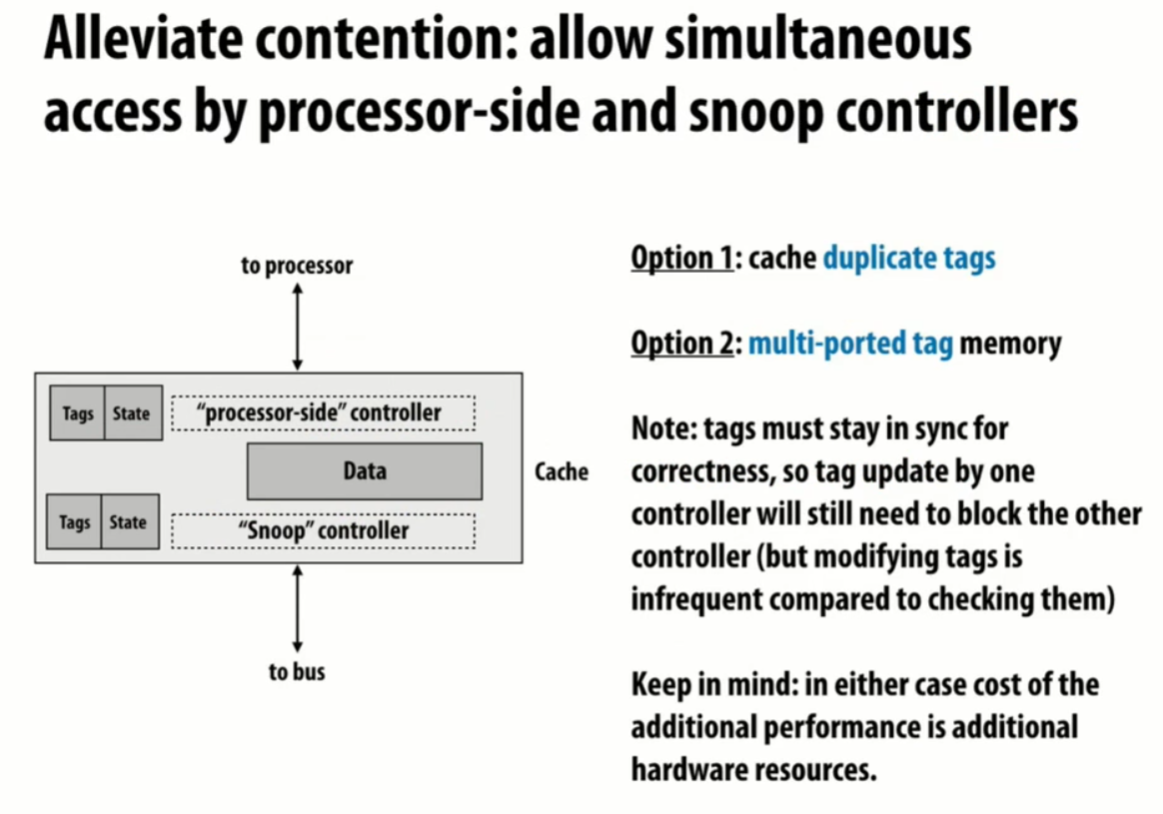 Alleviate contention: allow simultaneous
access by processor-side and snoop controllers
to processor
Tags State "processor-side" controller
Data
Cache
Tags State "Snoop" controller
to bus
Option 1: cache duplicate tags
Option 2: multi-ported tag memory
Note: tags must stay in sync for
correctness, so tag update by one
controller will still need to block the other
controller (but modifying tags is
infrequent compared to checking them)
Keep in mind: in either case cost of the
additional performance is additional
hardware resources.